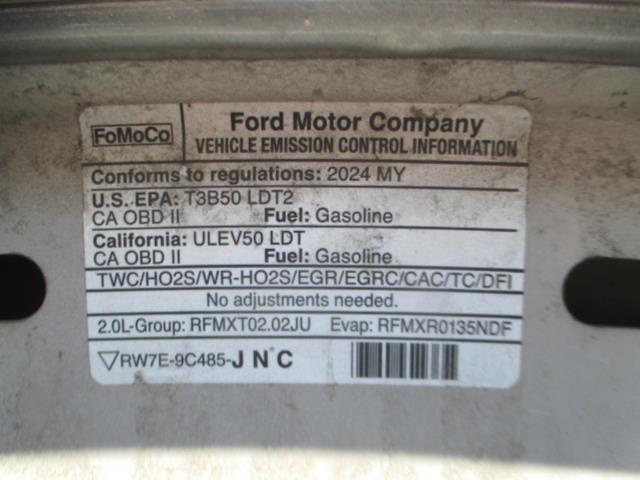 FoMoCo
Ford Motor Company
VEHICLE EMISSION CONTROL INFORMATION
Conforms to regulations: 2024 MY
U.S. EPA: T3B50 LDT2
CA OBD II Fuel: Gasoline
California: ULEV50 LDT
CA OBD II Fuel: Gasoline
TWC/HO2S/WR-HO2S/EGR/EGRC/CAC/TC/DFI
No adjustments needed.
2.0L-Group: RFMXT02.02JU Evap: RFMXR0135NDF
RW7E-9C485-J N C